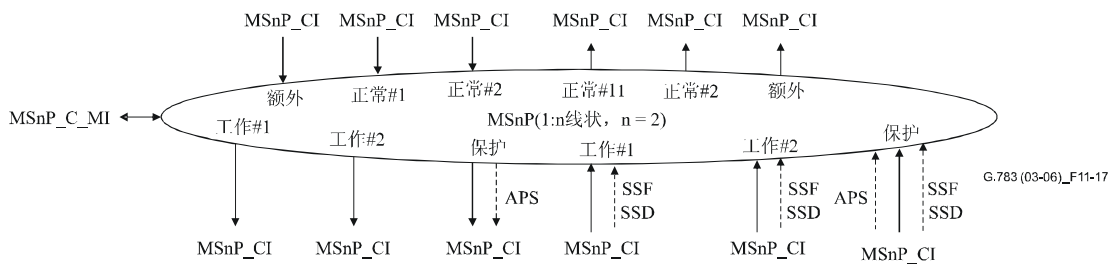 MSnP_CI MSnP_CI MSnP_CI MSnP_CI MSnP_CI MSnP_CI
额外 正常#1 正常#2 正常#11 正常#2 额外
MSnP_C_MI MSnP(1:n线状，n = 2)
工作#1 工作#2 保护 工作#1 工作#2 保护
G.783 (03-06)_F11-17
APS SSF SSF APS SSF
SSD SSD SSD
MSnP_CI MSnP_CI MSnP_CI MSnP_CI MSnP_CI MSnP_CI